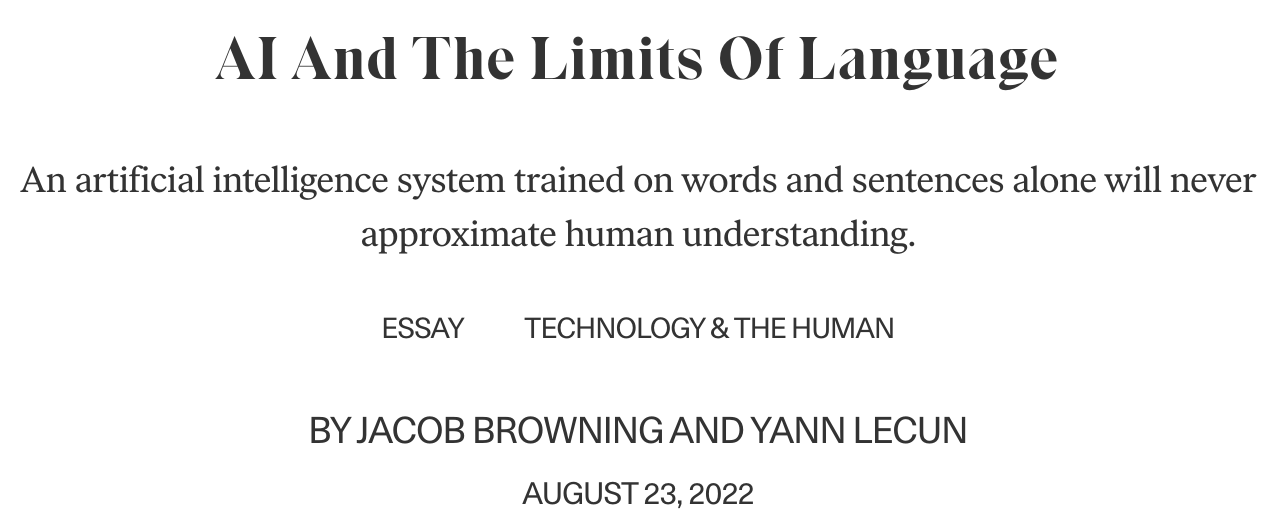 AI And The Limits Of Language
An artificial intelligence system trained on words and sentences alone will never
approximate human understanding.
ESSAY TECHNOLOGY & THE HUMAN
BY JACOB BROWNING AND YANN LECUN
AUGUST 23, 2022